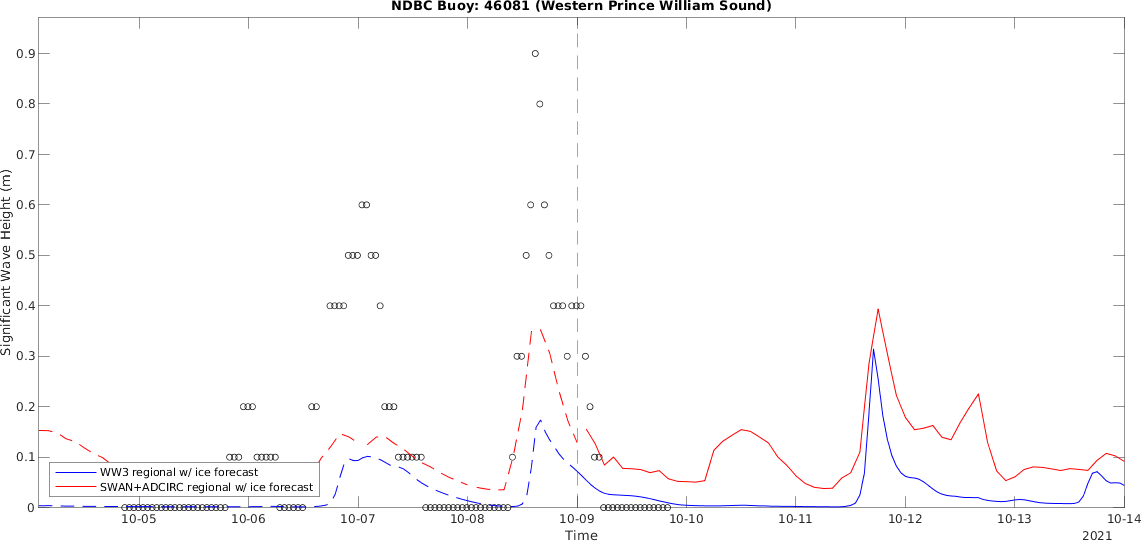 NDBC Buoy: 46081 (Western Prince William Sound)
0.9
0.8
0.7
0.6
0.5
0.4
0.3
0.2
0.1
0
Significant Wave Height (m)
WW3 regional w/ ice forecast
SWAN+ADCIRC regional w/ ice forecast
10-05 10-06 10-07 10-08 10-09 10-10 10-11 10-12 10-13 10-14
Time
2021